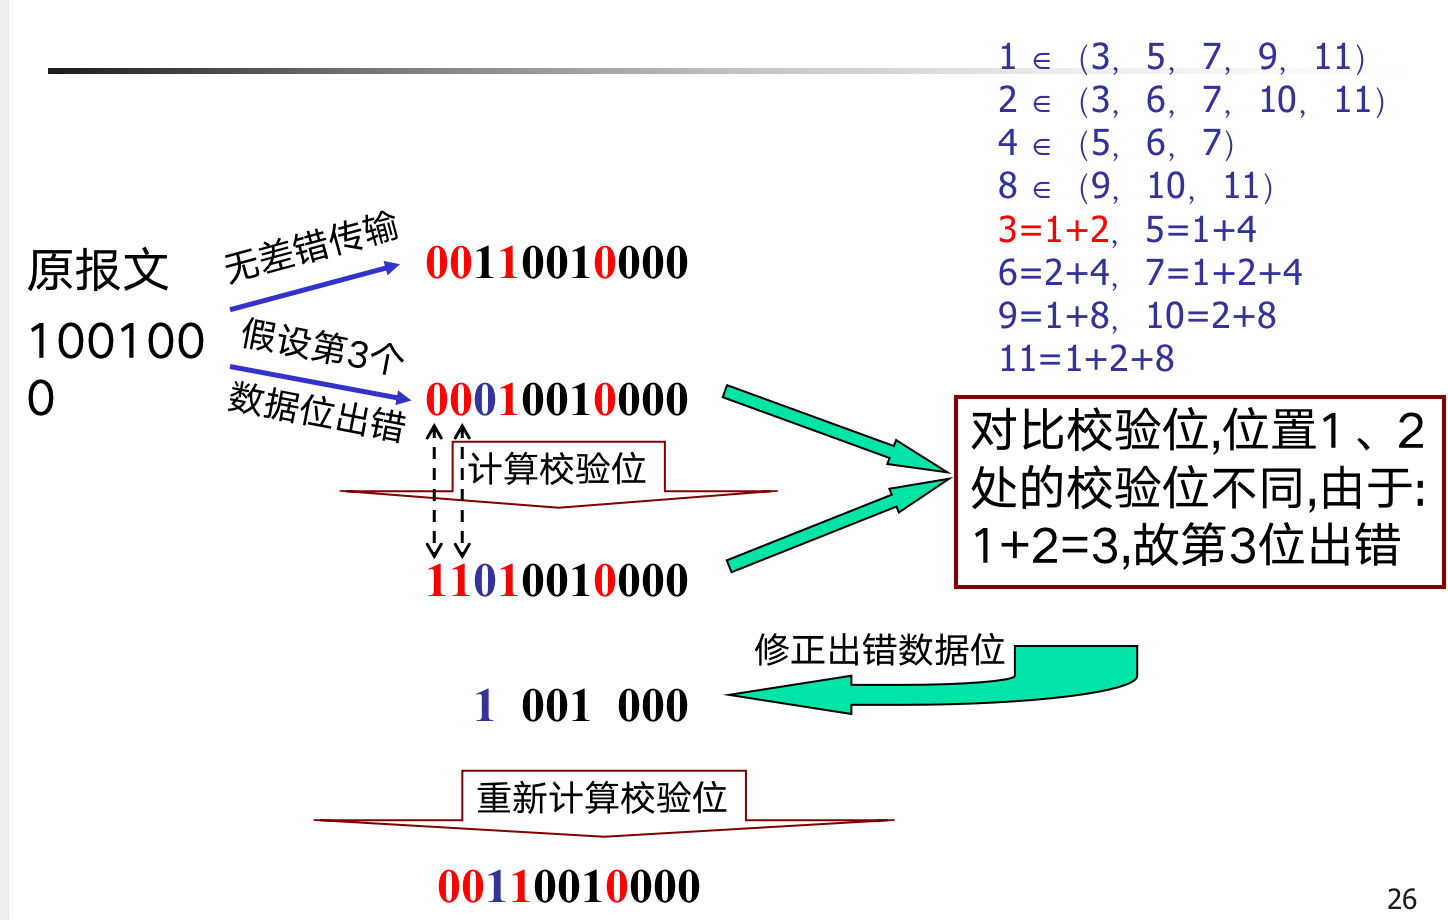 1 ∈ (3, 5, 7, 9, 11)
2 ∈ (3, 6, 7, 10, 11)
4 ∈ (5, 6, 7)
8 ∈ (9, 10, 11)
3=1+2, 5=1+4
6=2+4, 7=1+2+4
9=1+8, 10=2+8
11=1+2+8
原报文
100100
0
无差错传输
00110010000
假设第3个
数据位出错
00010010000
计算校验位
11010010000
对比校验位,位置1、2
处的校验位不同,由于:
1+2=3,故第3位出错
修正出错数据位
1 001 000
重新计算校验位
00110010000
26